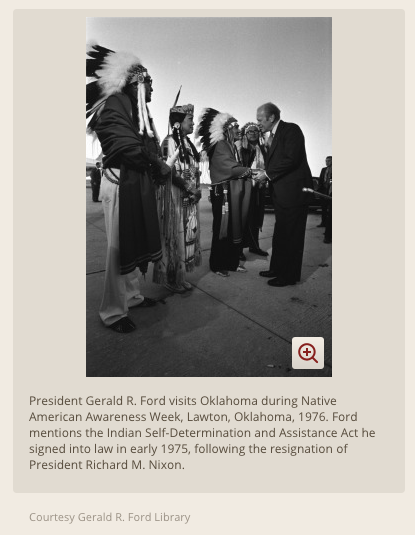 President Gerald R. Ford visits Oklahoma during Native
American Awareness Week, Lawton, Oklahoma, 1976. Ford
mentions the Indian Self-Determination and Assistance Act he
signed into law in early 1975, following the resignation of
President Richard M. Nixon.
Courtesy Gerald R. Ford Library